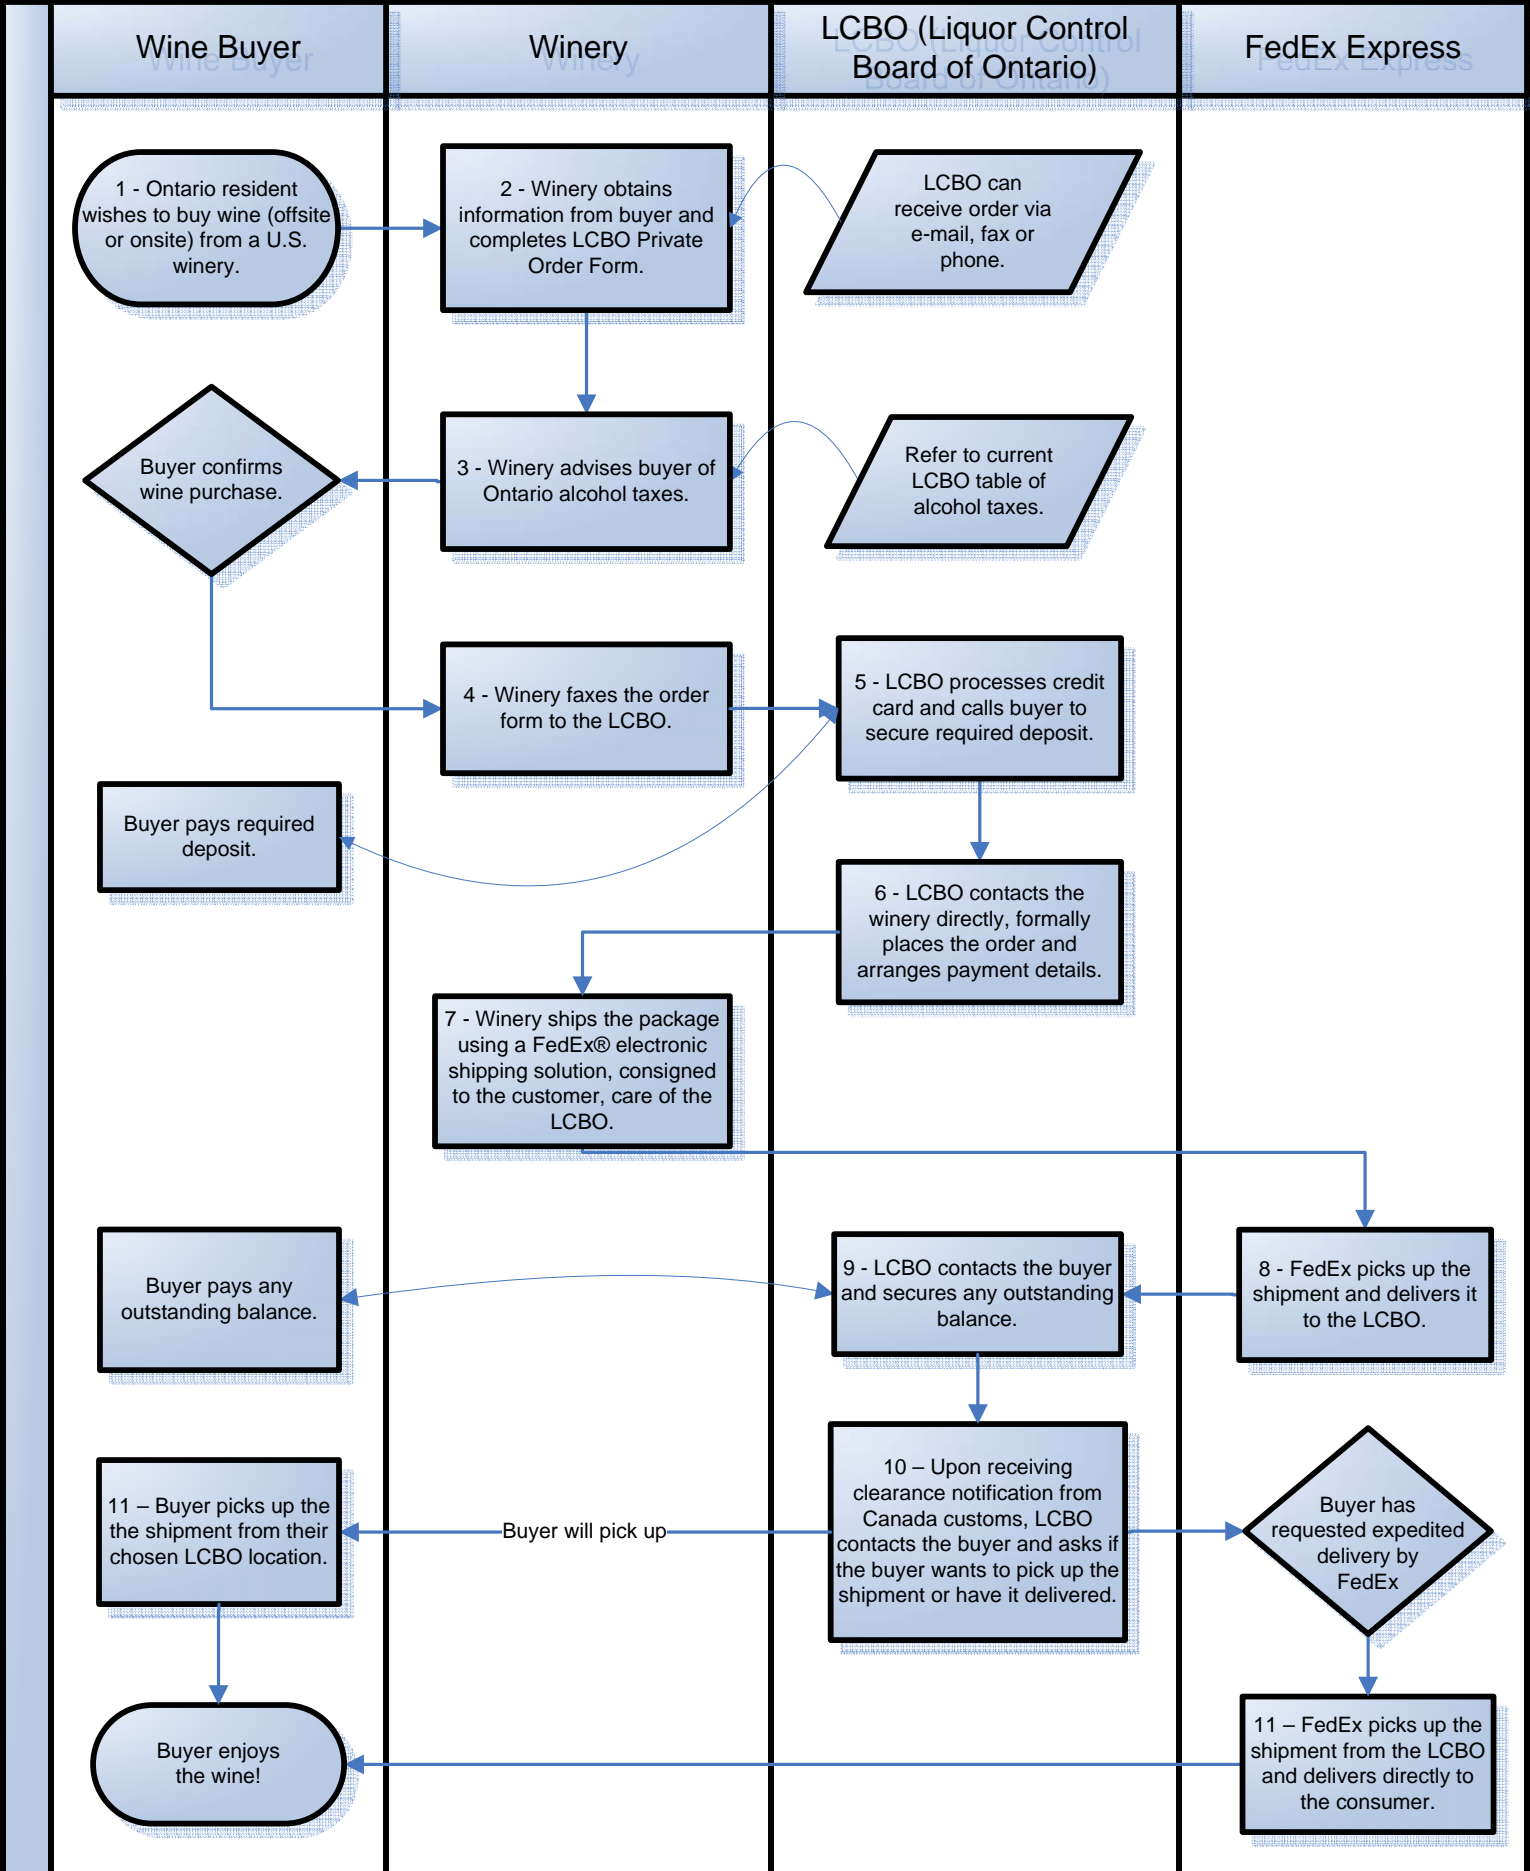 Wine Buyer
Winery
LCBO (Liquor Control
Board of Ontario)
FedEx Express
1 - Ontario resident
wishes to buy wine (offsite
or onsite) from a U.S.
winery.
2 - Winery obtains
information from buyer and
completes LCBO Private
Order Form.
LCBO can
receive order via
e-mail, fax or
phone.
Buyer confirms
wine purchase.
3 - Winery advises buyer of
Ontario alcohol taxes.
Refer to current
LCBO table of
alcohol taxes.
4 - Winery faxes the order
form to the LCBO.
5 - LCBO processes credit
card and calls buyer to
secure required deposit.
Buyer pays required
deposit.
6 - LCBO contacts the
winery directly, formally
places the order and
arranges payment details.
7 - Winery ships the package
using a FedEx® electronic
shipping solution, consigned
to the customer, care of the
LCBO.
Buyer pays any
outstanding balance.
9 - LCBO contacts the buyer
and secures any outstanding
balance.
8 - FedEx picks up the
shipment and delivers it
to the LCBO.
11 – Buyer picks up the
the shipment from their
chosen LCBO location.
Buyer will pick up
10 – Upon receiving
clearance notification from
Canada customs, LCBO
contacts the buyer and asks if
the buyer wants to pick up the
shipment or have it delivered.
Buyer has
requested expedited
delivery by
FedEx
Buyer enjoys
the wine!
11 – FedEx picks up the
shipment from the LCBO
and delivers directly to
the consumer.